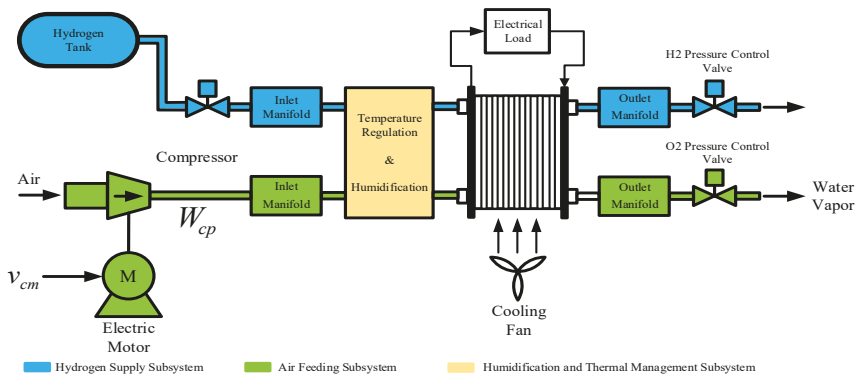 Hydrogen
Tank
Electrical
Load
H2 Pressure Control
Valve
Inlet
Manifold
Temperature
Regulation
&
Humidification
Outlet
Manifold
Compressor
O2 Pressure Control
Valve
Air
Inlet
Manifold
Outlet
Manifold
Water
Vapor
W_cp
v_cm
M
Electric
Motor
Cooling
Fan
Hydrogen Supply Subsystem
Air Feeding Subsystem
Humidification and Thermal Management Subsystem